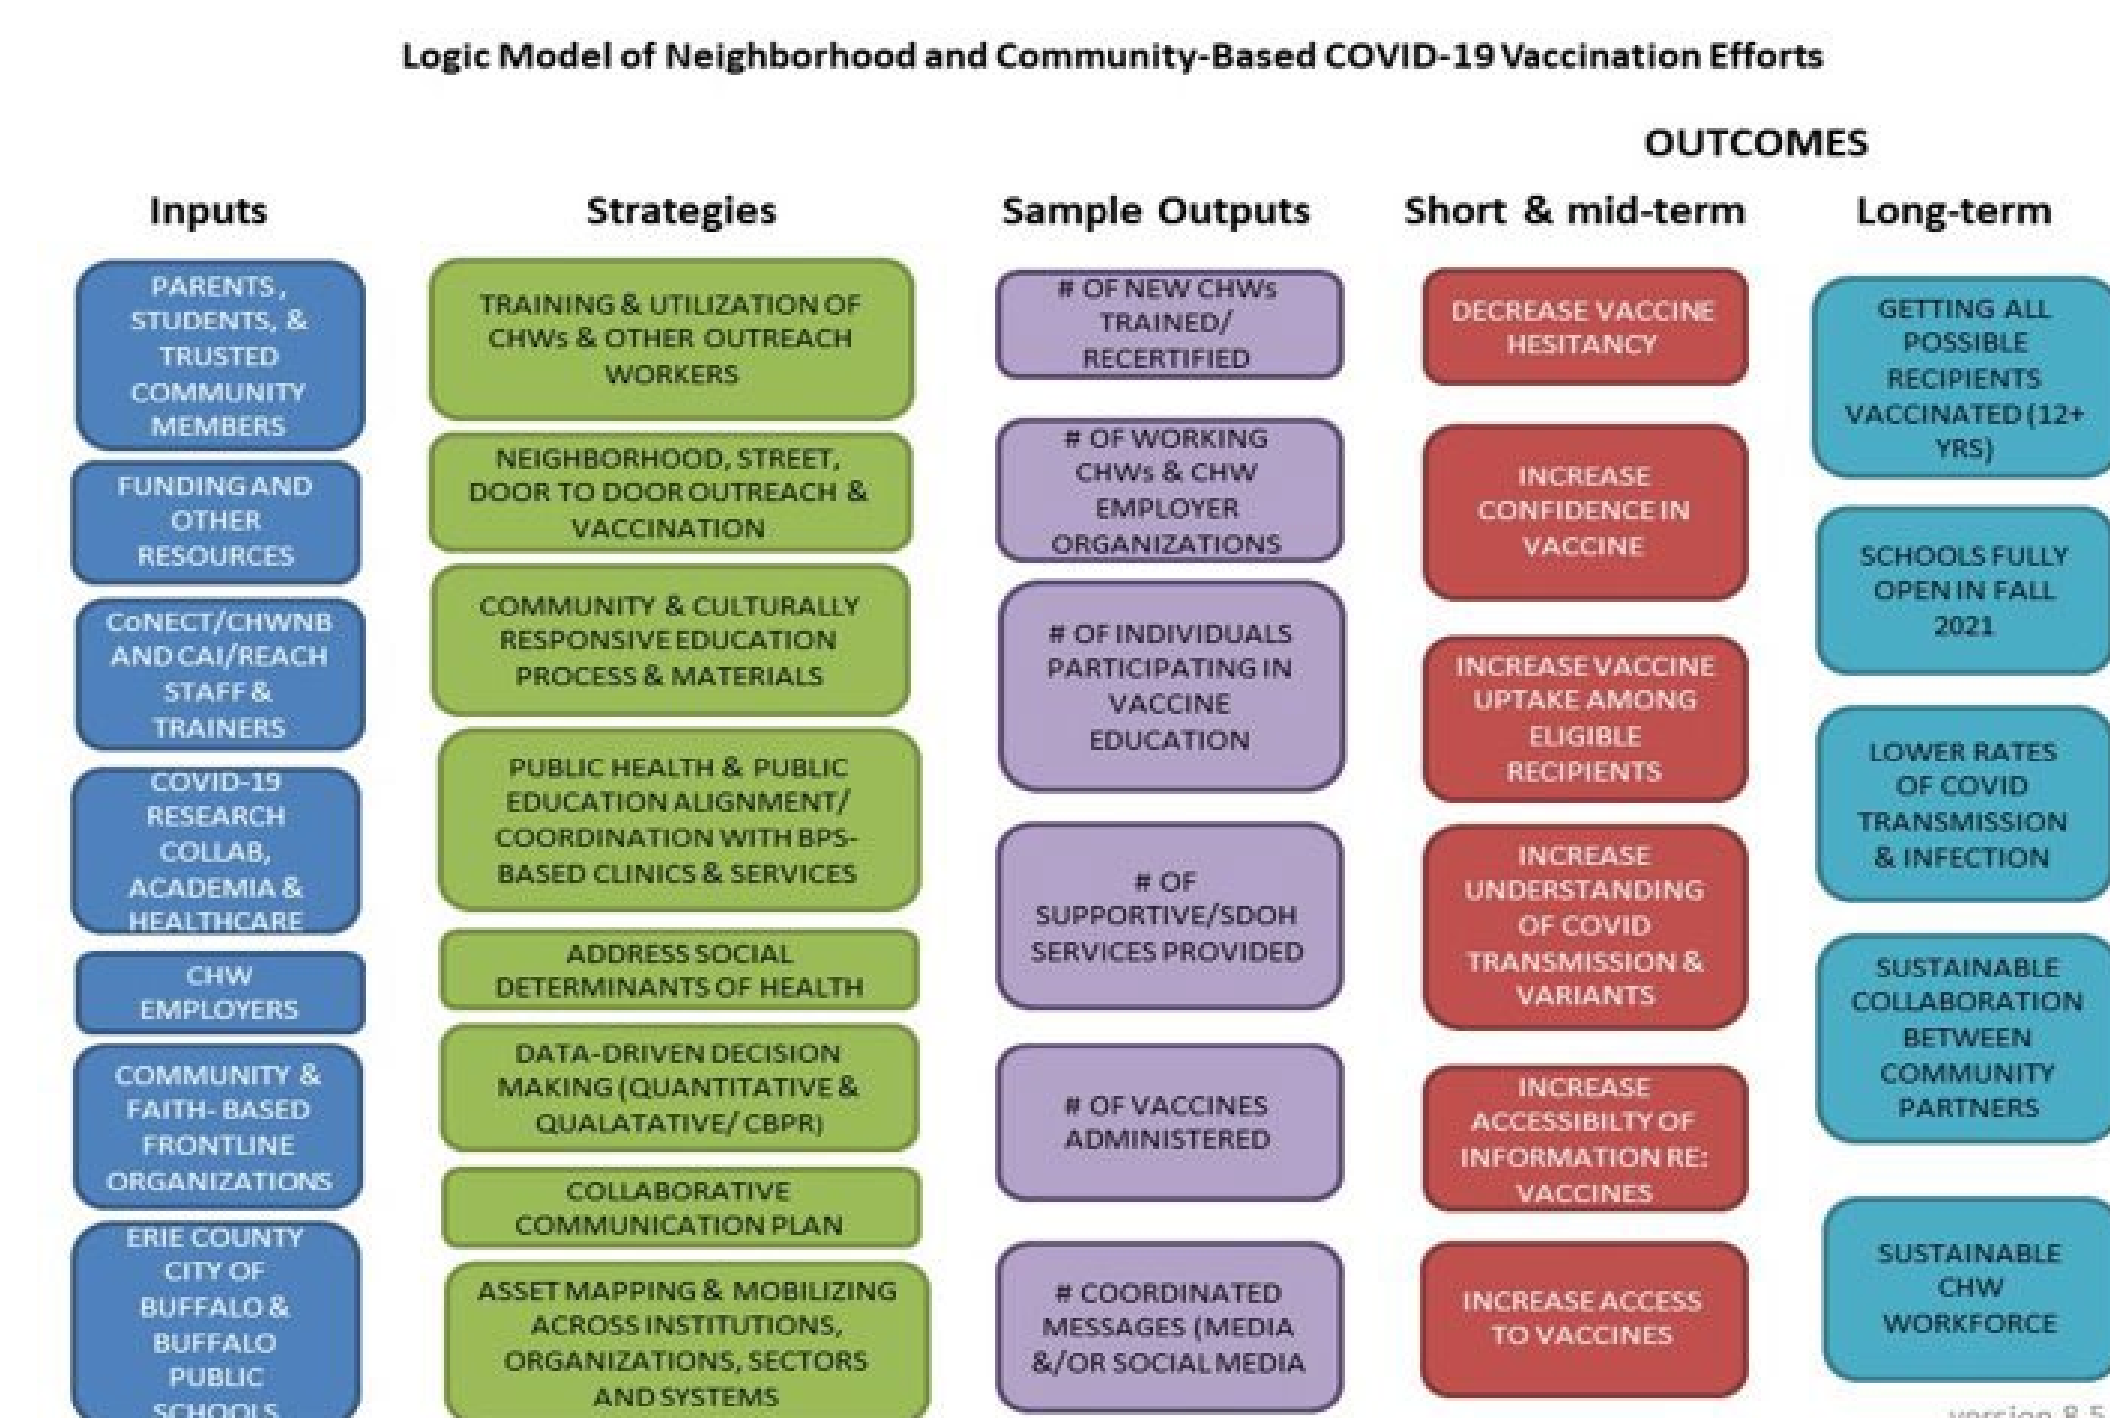 Logic Model of Neighborhood and Community-Based COVID-19 Vaccination Efforts
OUTCOMES
Inputs
Strategies
Sample Outputs
Short & mid-term
Long-term
PARENTS,
STUDENTS, &
TRUSTED
COMMUNITY
MEMBERS
FUNDING AND
OTHER
RESOURCES
CoNECT/CHWNB
AND CAI/REACH
STAFF &
TRAINERS
COVID-19
RESEARCH
COLLAB,
ACADEMIA &
HEALTHCARE
CHW
EMPLOYERS
COMMUNITY &
FAITH- BASED
FRONTLINE
ORGANIZATIONS
ERIE COUNTY
CITY OF
BUFFALO &
BUFFALO
PUBLIC
SCHOOLS
TRAINING & UTILIZATION OF
CHWs & OTHER OUTREACH
WORKERS
NEIGHBORHOOD, STREET,
DOOR TO DOOR OUTREACH &
VACCINATION
COMMUNITY & CULTURALLY
RESPONSIVE EDUCATION
PROCESS & MATERIALS
PUBLIC HEALTH & PUBLIC
EDUCATION ALIGNMENT/
COORDINATION WITH BPS-
BASED CLINICS & SERVICES
ADDRESS SOCIAL
DETERMINANTS OF HEALTH
DATA-DRIVEN DECISION
MAKING (QUANTITATIVE &
QUALATATIVE/ CBPR)
COLLABORATIVE
COMMUNICATION PLAN
ASSET MAPPING & MOBILIZING
ACROSS INSTITUTIONS,
ORGANIZATIONS, SECTORS
AND SYSTEMS
# OF NEW CHWs
TRAINED/
RECERTIFIED
# OF WORKING
CHWs & CHW
EMPLOYER
ORGANIZATIONS
# OF INDIVIDUALS
PARTICIPATING IN
VACCINE
EDUCATION
# OF
SUPPORTIVE/SDOH
SERVICES PROVIDED
# OF VACCINES
ADMINISTERED
# COORDINATED
MESSAGES (MEDIA
&/OR SOCIAL MEDIA
DECREASE VACCINE
HESITANCY
INCREASE
CONFIDENCE IN
VACCINE
INCREASE VACCINE
UPTAKE AMONG
ELIGIBLE
RECIPIENTS
INCREASE
UNDERSTANDING
OF COVID
TRANSMISSION &
VARIANTS
INCREASE
ACCESSIBILTY OF
INFORMATION RE:
VACCINES
INCREASE ACCESS
TO VACCINES
GETTING ALL
POSSIBLE
RECIPIENTS
VACCINATED (12+
YRS)
SCHOOLS FULLY
OPEN IN FALL
2021
LOWER RATES
OF COVID
TRANSMISSION
& INFECTION
SUSTAINABLE
COLLABORATION
BETWEEN
COMMUNITY
PARTNERS
SUSTAINABLE
CHW
WORKFORCE
version 8.5